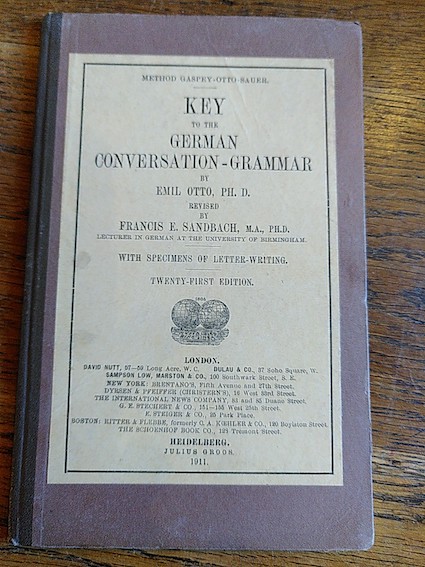 METHOD GASPEY-OTTO-SAUER.
KEY
TO THE
GERMAN
CONVERSATION-GRAMMAR
BY
EMIL OTTO, PH. D.
REVISED
BY
FRANCIS E. SANDBACH, M.A., PH.D.
LECTURER IN GERMAN AT THE UNIVERSITY OF BIRMINGHAM.
WITH SPECIMENS OF LETTER-WRITING.
TWENTY-FIRST EDITION.
LONDON.
DAVID NUTT, 57—59 Long Acre, W. C. DULAU & CO., 37 Soho Square, W.
SAMPSON LOW, MARSTON & CO., 100 Southwark Street, S. E.
NEW YORK: BRENTANO'S, Fifth Avenue and 27th Street.
DYRSEN & PFEIFFER (CHRISTERN'S), 16 West 33rd Street.
THE INTERNATIONAL NEWS COMPANY, 83 and 85 Duane Street.
G. E. STECHERT & CO., 151—155 West 25th Street.
E. STEIGER & CO., 25 Park Place.
BOSTON: RITTER & FLEBBE, formerly C. A. KOEHLER & CO., 120 Boylston Street
THE SCHOENHOF BOOK CO., 128 Tremont Street.
HEIDELBERG.
JULIUS GROOS.
1911.